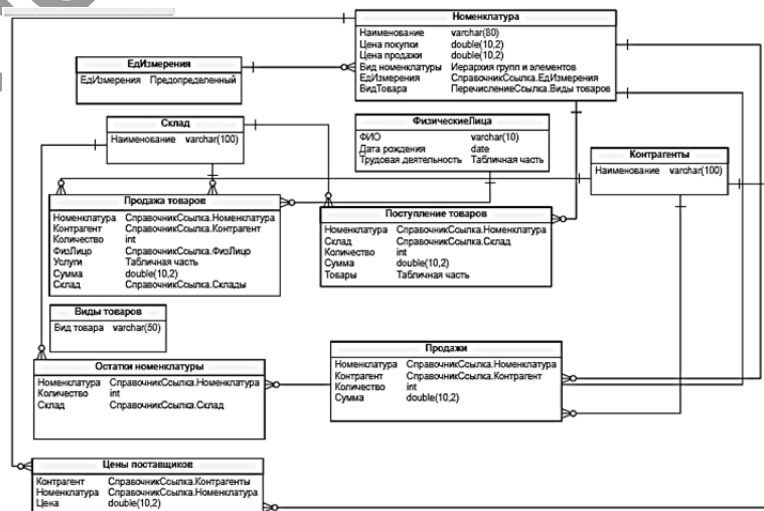 Номенклатура
Наименование varchar(80)
Цена покупки double(10,2)
Цена продажи double(10,2)
Вид номенклатуры Иерархия групп и элементов
ЕдИзмерения СправочникСсылка.ЕдИзмерения
ВидТовара ПеречислениеСсылка.Виды товаров
ЕдИзмерения
ЕдИзмерения Предопределенный
Склад
Наименование varchar(100)
ФизическиеЛица
ФИО varchar(10)
Дата рождения date
Трудовая деятельность Табличная часть
Контрагенты
Наименование varchar(100)
Продажа товаров
Номенклатура СправочникСсылка.Номенклатура
Контрагент СправочникСсылка.Контрагент
Количество int
ФизЛицо СправочникСсылка.ФизЛицо
Услуги Табличная часть
Сумма double(10,2)
Склад СправочникСсылка.Склады
Поступление товаров
Номенклатура СправочникСсылка.Номенклатура
Склад СправочникСсылка.Склад
Количество int
Сумма double(10,2)
Товары Табличная часть
Виды товаров
Вид товара varchar(50)
Остатки номенклатуры
Номенклатура СправочникСсылка.Номенклатура
Количество int
Склад СправочникСсылка.Склад
Продажи
Номенклатура СправочникСсылка.Номенклатура
Контрагент СправочникСсылка.Контрагент
Количество int
Сумма double(10,2)
Цены поставщиков
Контрагент СправочникСсылка.Контрагенты
Номенклатура СправочникСсылка.Номенклатура
Цена double(10,2)